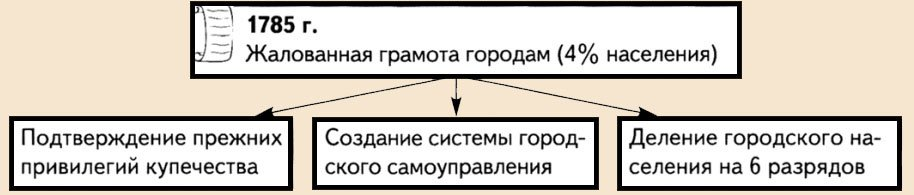 1785 г.
Жалованная грамота городам (4% населения)
Подтверждение прежних
привилегий купечества
Создание системы город-
ского самоуправления
Деление городского на-
селения на 6 разрядов